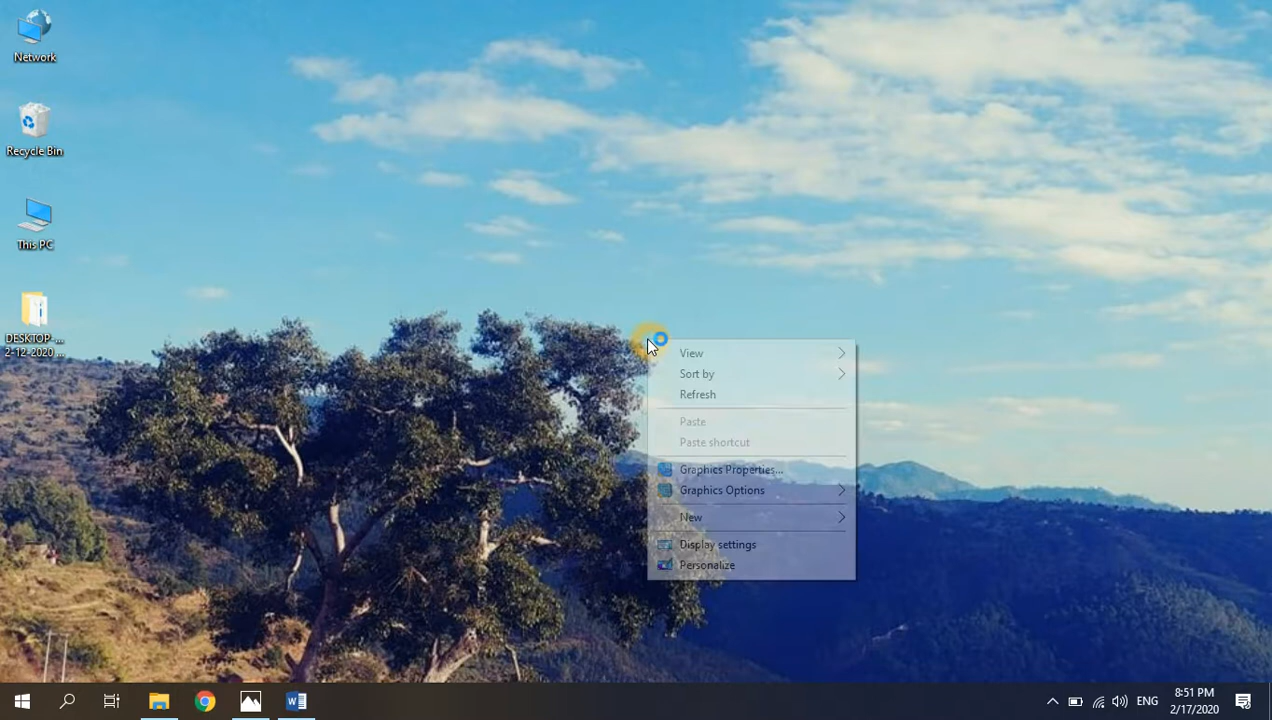 Network
Recycle Bin
This PC
DESKTOP-...
2-12-2020 ...
View
Sort by
Refresh
Paste
Paste shortcut
Graphics Properties...
Graphics Options
New
Display settings
Personalize
ENG
8:51 PM
2/17/2020